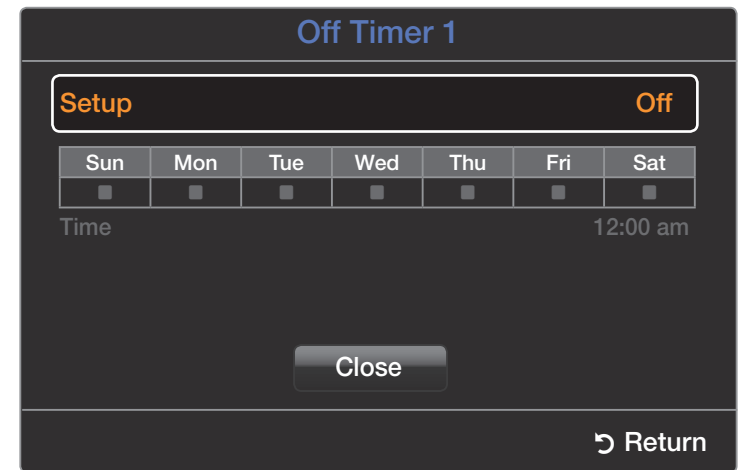 Off Timer 1
Setup Off
Sun Mon Tue Wed Thu Fri Sat
Time 12:00 am
Close
Return